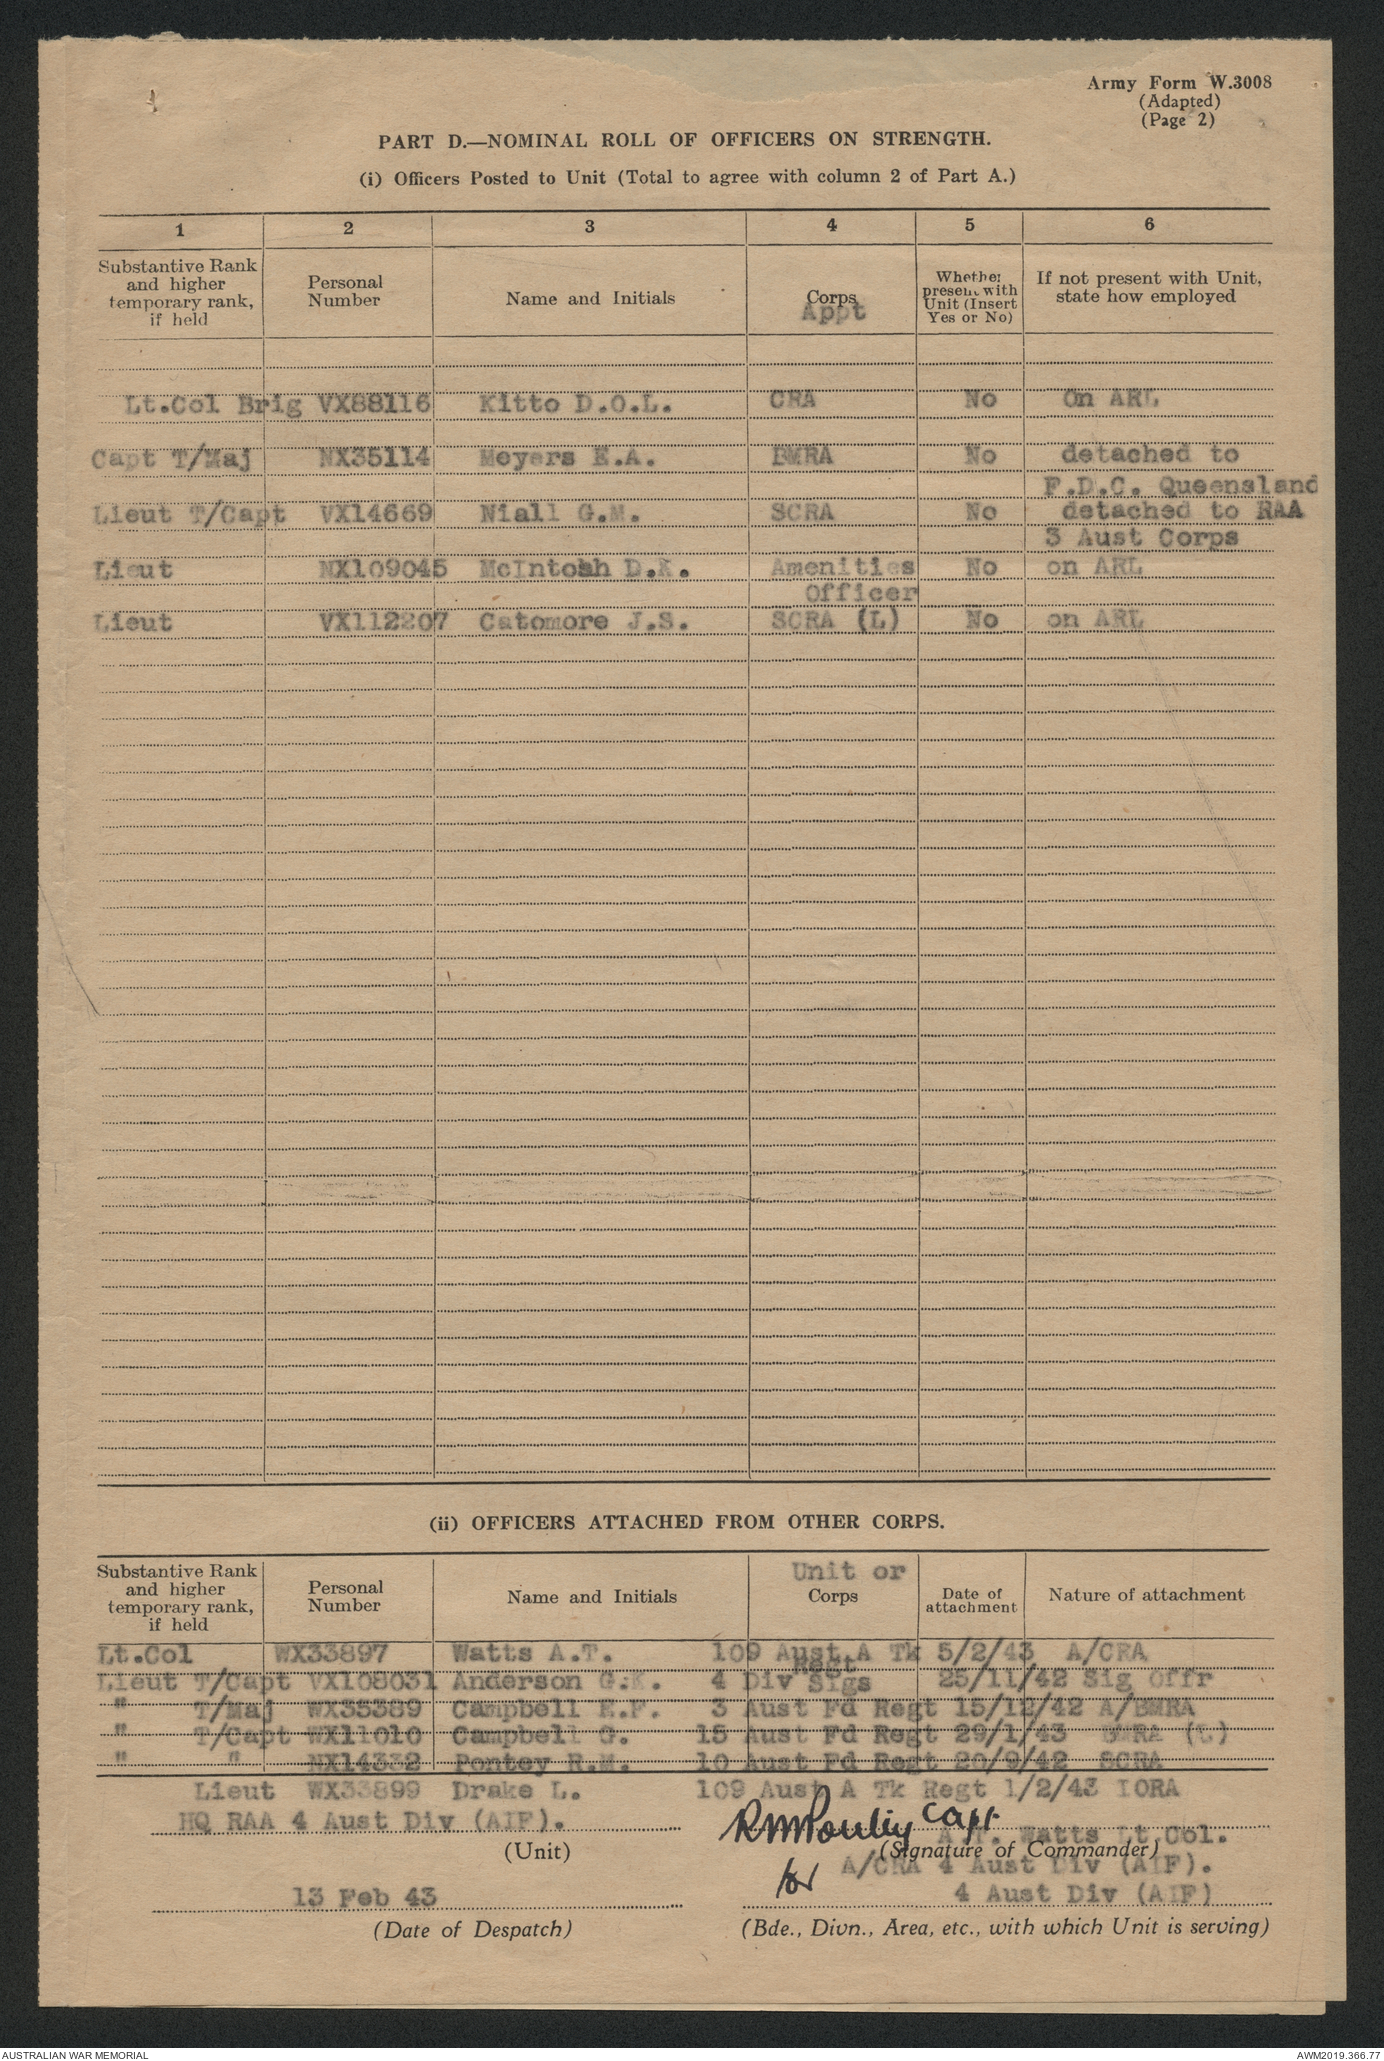 Army Form W.3008
(Adapted)
(Page 2)
PART D.—NOMINAL ROLL OF OFFICERS ON STRENGTH.
(i) Officers Posted to Unit (Total to agree with column 2 of Part A.)
1 2 3 4 5 6
Substantive Rank and higher temporary rank, if held
Personal Number
Name and Initials
Corps
Appt
Whether present with Unit (Insert Yes or No)
If not present with Unit, state how employed
Lt.Col Brig VX88116 Kitto D.O.L. CRA No On ARL
Capt T/Maj NX35114 Meyers E.A. BMRA No detached to
F.D.C. Queensland
Lieut T/Capt VX14669 Niall G.M. SCRA No detached to RAA
3 Aust Corps
Lieut NX109045 McIntosh D.K. Amenities No on ARL
Officer
Lieut VX112207 Catomore J.S. SCRA (L) No on ARL
(ii) OFFICERS ATTACHED FROM OTHER CORPS.
Substantive Rank and higher temporary rank, if held
Personal Number
Name and Initials
Unit or
Corps
Date of attachment
Nature of attachment
Lt.Col WX33897 Watts A.T. 109 Aust A Tk 5/2/43 A/CRA
Regt
Lieut T/Capt VX108031 Anderson G.K. 4 Div Sigs 25/11/42 Sig Offr
" T/Maj WX35389 Campbell E.F. 3 Aust Fd Regt 15/12/42 A/BMRA
" T/Capt WX11010 Campbell G. 15 Aust Fd Regt 29/1/43 BMRA (L)
" " NX14332 Pontey R.M. 10 Aust Fd Regt 20/9/42 SCRA
Lieut WX33899 Drake L. 109 Aust A Tk Regt 1/2/43 IORA
HQ RAA 4 Aust Div (AIF).
(Unit)
Capt
A.T. Watts Lt.Col.
(Signature of Commander)
for A/CRA 4 Aust Div (AIF).
13 Feb 43
4 Aust Div (AIF)
(Date of Despatch)
(Bde., Divn., Area, etc., with which Unit is serving)
AUSTRALIAN WAR MEMORIAL
AWM2019.366.77